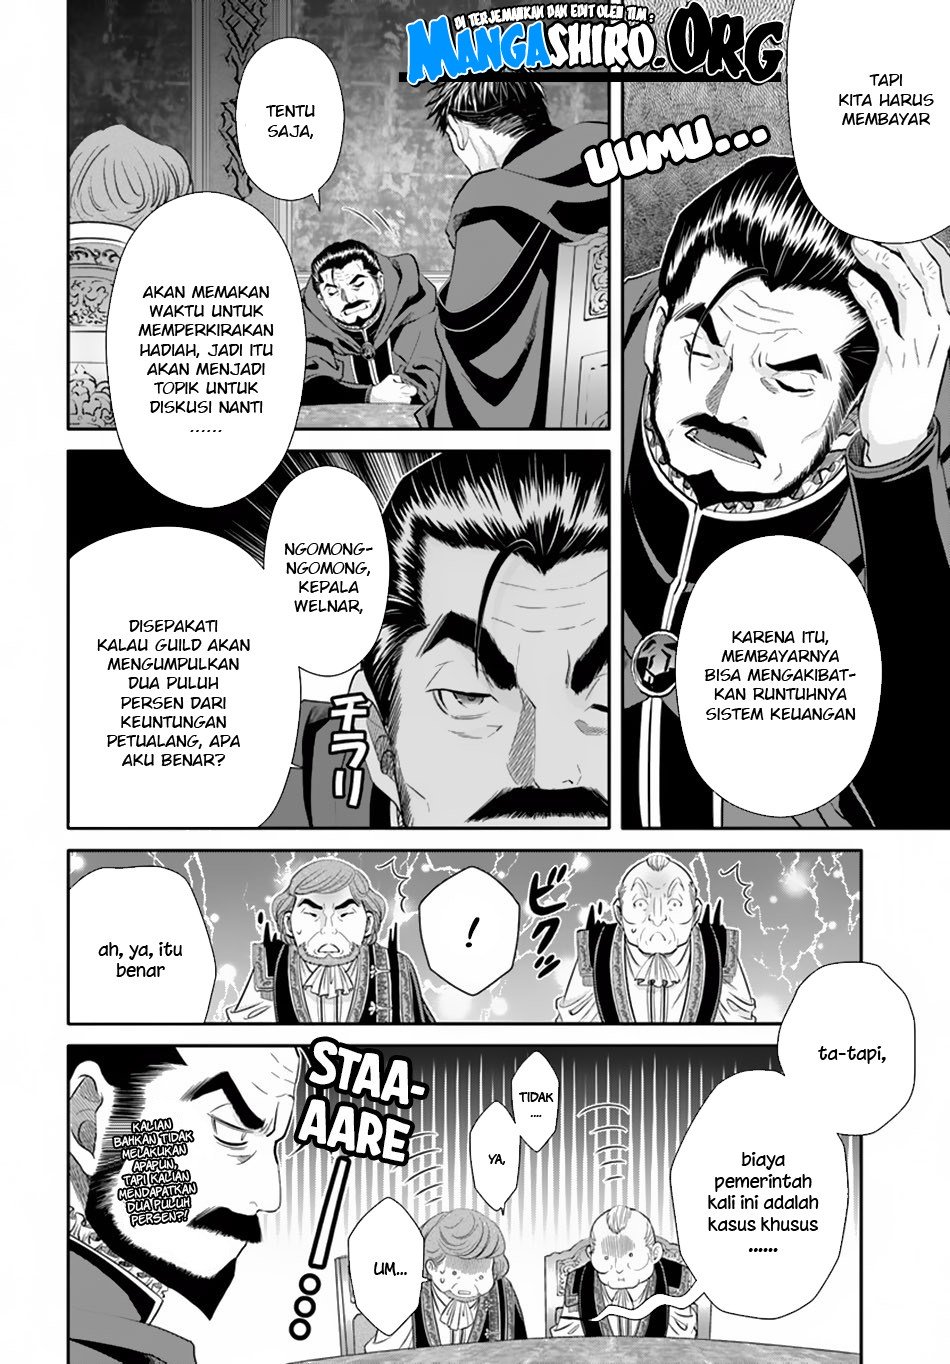 DI TERJEMAHKAN DAN EDIT OLEH TIM :
MANGASHIRO.ORG
TAPI
KITA HARUS
MEMBAYAR
UUMU...
KARENA ITU,
MEMBAYARNYA
BISA MENGAKIBAT-
KAN RUNTUHNYA
SISTEM KEUANGAN
TENTU
SAJA,
AKAN MEMAKAN
WAKTU UNTUK
MEMPERKIRAKAN
HADIAH, JADI ITU
AKAN MENJADI
TOPIK UNTUK
DISKUSI NANTI
......
NGOMONG-
NGOMONG,
KEPALA
WELNAR,
チラリ
DISEPAKATI
KALAU GUILD AKAN
MENGUMPULKAN
DUA PULUH
PERSEN DARI
KEUNTUNGAN
PETUALANG, APA
AKU BENAR?
ビクッ
!
ah, ya, itu
benar
ta-tapi,
biaya
pemerintah
kali ini adalah
kasus khusus
......
TIDAK
....
YA,
UM...
STAA-
AARE
KALIAN
BAHKAN TIDAK
MELAKUKAN
APAPUN,
TAPI KALIAN
MENDAPATKAN
DUA PULUH
PERSEN?!